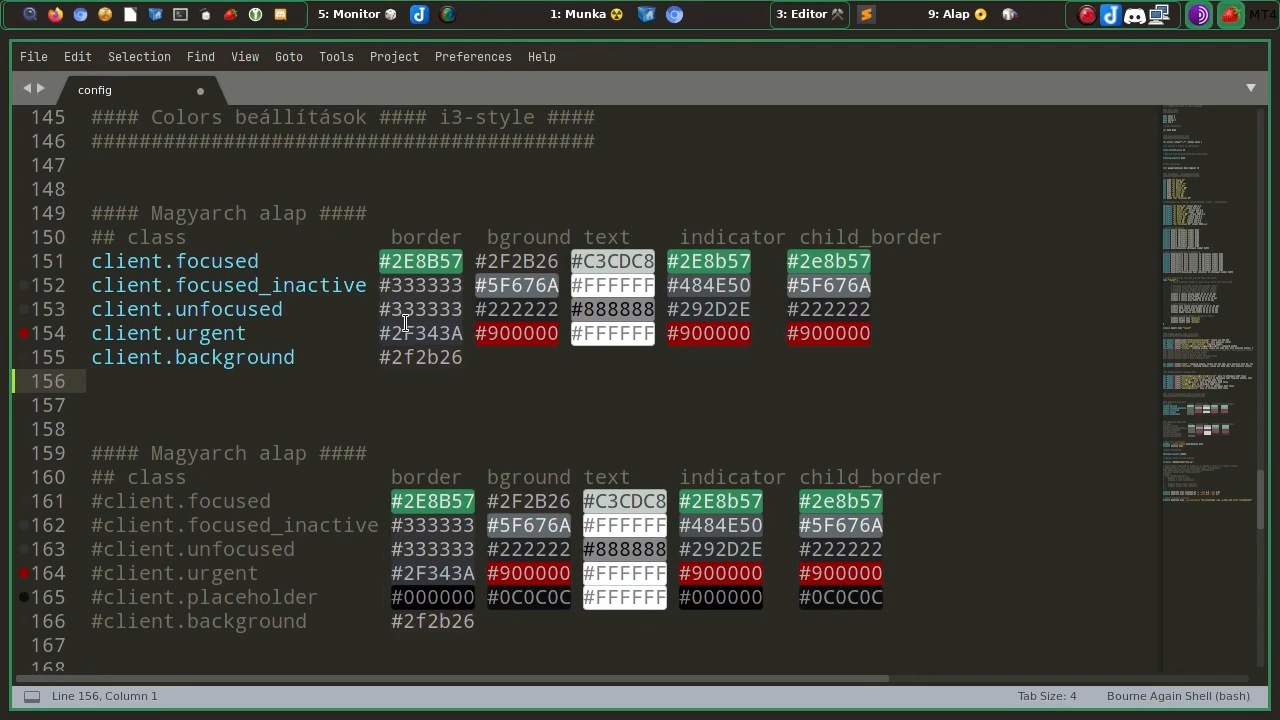 5: Monitor 1: Munka 3: Editor 9: Alap MT4
File Edit Selection Find View Goto Tools Project Preferences Help
config
145 #### Colors beállítások #### i3-style ####
146 ##########################################
147
148
149 #### Magyarch alap ####
150 ## class border bground text indicator child_border
151 client.focused #2E8B57 #2F2B26 #C3CDC8 #2E8b57 #2e8b57
152 client.focused_inactive #333333 #5F676A #FFFFFF #484E50 #5F676A
153 client.unfocused #333333 #222222 #888888 #292D2E #222222
154 client.urgent #2F343A #900000 #FFFFFF #900000 #900000
155 client.background #2f2b26
156
157
158
159 #### Magyarch alap ####
160 ## class border bground text indicator child_border
161 #client.focused #2E8B57 #2F2B26 #C3CDC8 #2E8b57 #2e8b57
162 #client.focused_inactive #333333 #5F676A #FFFFFF #484E50 #5F676A
163 #client.unfocused #333333 #222222 #888888 #292D2E #222222
164 #client.urgent #2F343A #900000 #FFFFFF #900000 #900000
165 #client.placeholder #000000 #0C0C0C #FFFFFF #000000 #0C0C0C
166 #client.background #2f2b26
167
168
Line 156, Column 1 Tab Size: 4 Bourne Again Shell (bash)